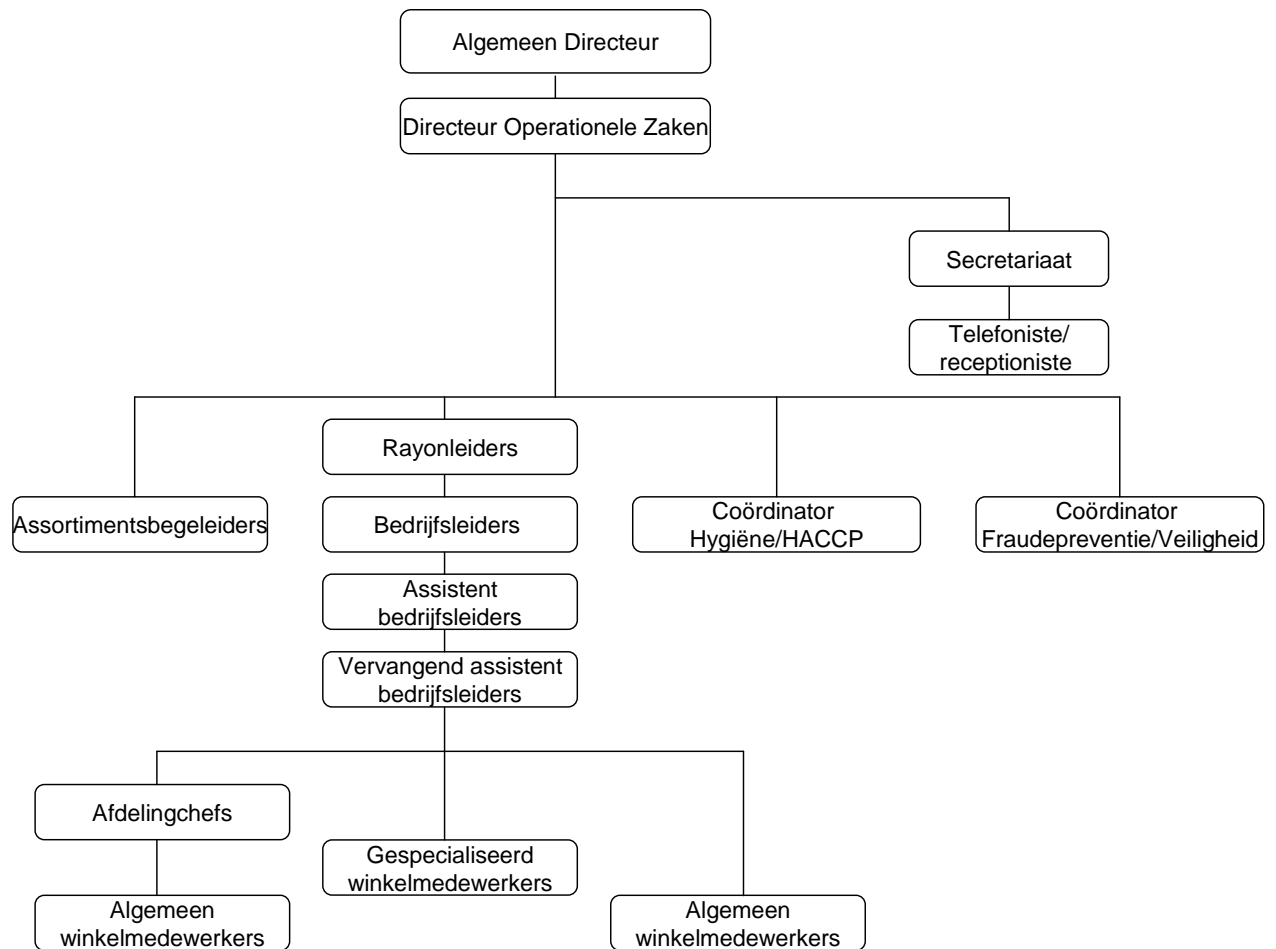 Algemeen Directeur
Directeur Operationele Zaken
Secretariaat
Telefoniste/
receptioniste
Rayonleiders
Assortimentsbegeleiders
Bedrijfsleiders
Coördinator
Hygiëne/HACCP
Coördinator
Fraudepreventie/Veiligheid
Assistent
bedrijfsleiders
Vervangend assistent
bedrijfsleiders
Afdelingchefs
Gespecialiseerd
winkelmedewerkers
Algemeen
winkelmedewerkers
Algemeen
winkelmedewerkers